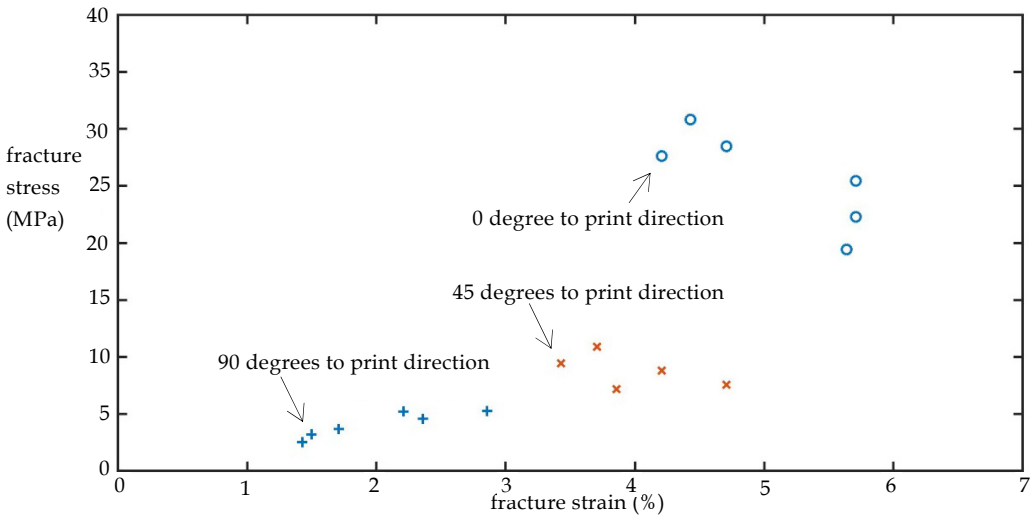 40
35
30
25
20
15
10
5
0
fracture
stress
(MPa)
0 degree to print direction
45 degrees to print direction
90 degrees to print direction
0 1 2 3 4 5 6 7
fracture strain (%)